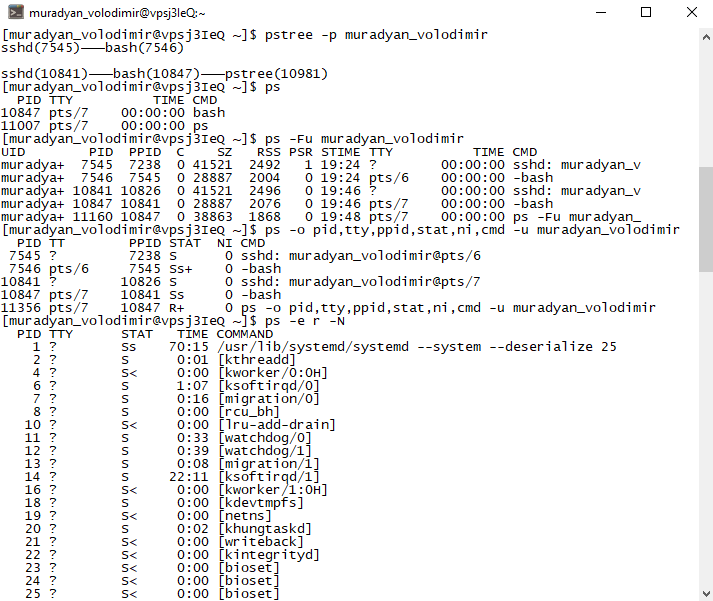 muradyan_volodimir@vpsj3IeQ:~
[muradyan_volodimir@vpsj3IeQ ~]$ pstree -p muradyan_volodimir
sshd(7545)───bash(7546)
sshd(10841)───bash(10847)───pstree(10981)
[muradyan_volodimir@vpsj3IeQ ~]$ ps
  PID TTY          TIME CMD
10847 pts/7    00:00:00 bash
11007 pts/7    00:00:00 ps
[muradyan_volodimir@vpsj3IeQ ~]$ ps -Fu muradyan_volodimir
UID        PID  PPID  C    SZ   RSS PSR STIME TTY          TIME CMD
muradya+  7545  7238  0 41521  2492   1 19:24 ?        00:00:00 sshd: muradyan_v
muradya+  7546  7545  0 28887  2004   0 19:24 pts/6    00:00:00 -bash
muradya+ 10841 10826  0 41521  2496   0 19:46 ?        00:00:00 sshd: muradyan_v
muradya+ 10847 10841  0 28887  2076   0 19:46 pts/7    00:00:00 -bash
muradya+ 11160 10847  0 38863  1868   0 19:48 pts/7    00:00:00 ps -Fu muradyan_
[muradyan_volodimir@vpsj3IeQ ~]$ ps -o pid,tty,ppid,stat,ni,cmd -u muradyan_volodimir
  PID TT        PPID STAT  NI CMD
 7545 ?         7238 S      0 sshd: muradyan_volodimir@pts/6
 7546 pts/6     7545 Ss+    0 -bash
10841 ?        10826 S      0 sshd: muradyan_volodimir@pts/7
10847 pts/7    10841 Ss     0 -bash
11356 pts/7    10847 R+     0 ps -o pid,tty,ppid,stat,ni,cmd -u muradyan_volodimir
[muradyan_volodimir@vpsj3IeQ ~]$ ps -e r -N
  PID TTY      STAT   TIME COMMAND
    1 ?        Ss    70:15 /usr/lib/systemd/systemd --system --deserialize 25
    2 ?        S      0:01 [kthreadd]
    4 ?        S<     0:00 [kworker/0:0H]
    6 ?        S      1:07 [ksoftirqd/0]
    7 ?        S      0:16 [migration/0]
    8 ?        S      0:00 [rcu_bh]
   10 ?        S<     0:00 [lru-add-drain]
   11 ?        S      0:33 [watchdog/0]
   12 ?        S      0:39 [watchdog/1]
   13 ?        S      0:08 [migration/1]
   14 ?        S     22:11 [ksoftirqd/1]
   16 ?        S<     0:00 [kworker/1:0H]
   18 ?        S      0:00 [kdevtmpfs]
   19 ?        S<     0:00 [netns]
   20 ?        S      0:02 [khungtaskd]
   21 ?        S<     0:00 [writeback]
   22 ?        S<     0:00 [kintegrityd]
   23 ?        S<     0:00 [bioset]
   24 ?        S<     0:00 [bioset]
   25 ?        S<     0:00 [bioset]